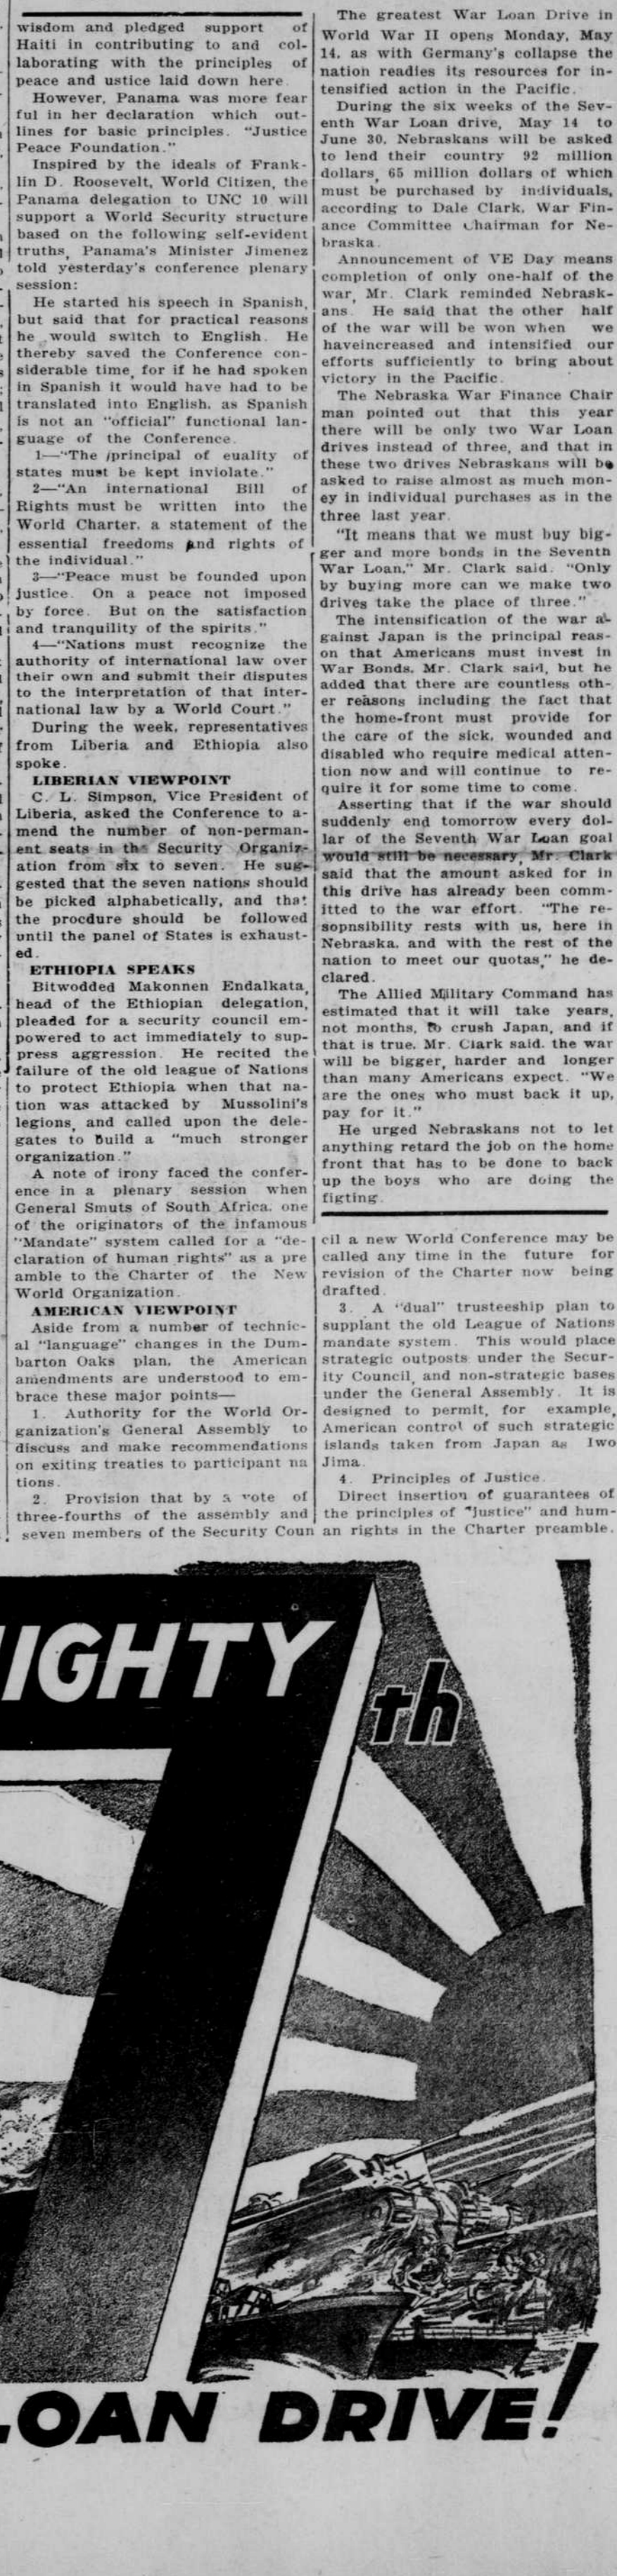 wisdom and pledged support of
Haiti in contributing to and col-
laborating with the principles of
peace and ustice laid down here.
However, Panama was more fear
ful in her declaration which out-
lines for basic principles. "Justice
Peace Foundation."
Inspired by the ideals of Frank-
lin D. Roosevelt, World Citizen, the
Panama delegation to UNC 10 will
support a World Security structure
based on the following self-evident
truths, Panama's Minister Jimenez
told yesterday's conference plenary
session:
He started his speech in Spanish,
but said that for practical reasons
he would switch to English. He
thereby saved the Conference con-
siderable time, for if he had spoken
in Spanish it would have had to be
translated into English, as Spanish
is not an "official" functional lan-
guage of the Conference.
1—"The principal of euality of
states must be kept inviolate."
2—"An international Bill of
Rights must be written into the
World Charter, a statement of the
essential freedoms and rights of
the individual."
3—"Peace must be founded upon
justice. On a peace not imposed
by force. But on the satisfaction
and tranquility of the spirits."
4—"Nations must recognize the
authority of international law over
their own and submit their disputes
to the interpretation of that inter-
national law by a World Court."
During the week, representatives
from Liberia and Ethiopia also
spoke.
LIBERIAN VIEWPOINT
C. L. Simpson, Vice President of
Liberia, asked the Conference to a-
mend the number of non-perman-
ent seats in the Security Organiz-
ation from six to seven. He sug-
gested that the seven nations should
be picked alphabetically, and that
the procdure should be followed
until the panel of States is exhaust-
ed.
ETHIOPIA SPEAKS
Bitwodded Makonnen Endalkata,
head of the Ethiopian delegation,
pleaded for a security council em-
powered to act immediately to sup-
press aggression. He recited the
failure of the old league of Nations
to protect Ethiopia when that na-
tion was attacked by Mussolini's
legions, and called upon the dele-
gates to build a "much stronger
organization."
A note of irony faced the confer-
ence in a plenary session when
General Smuts of South Africa, one
of the originators of the infamous
"Mandate" system called for a "de-
claration of human rights" as a pre
amble to the Charter of the New
World Organization.
AMERICAN VIEWPOINT
Aside from a number of technic-
al "language" changes in the Dum-
barton Oaks plan, the American
amendments are understood to em-
brace these major points—
1. Authority for the World Or-
ganization's General Assembly to
discuss and make recommendations
on exiting treaties to participant na
tions.
2. Provision that by a vote of
three-fourths of the assembly and
seven members of the Security Coun
The greatest War Loan Drive in
World War II opens Monday, May
14, as with Germany's collapse the
nation readies its resources for in-
tensified action in the Pacific.
During the six weeks of the Sev-
enth War Loan drive, May 14 to
June 30, Nebraskans will be asked
to lend their country 92 million
dollars, 65 million dollars of which
must be purchased by individuals,
according to Dale Clark, War Fin-
ance Committee Chairman for Ne-
braska.
Announcement of VE Day means
completion of only one-half of the
war, Mr. Clark reminded Nebrask-
ans. He said that the other half
of the war will be won when we
haveincreased and intensified our
efforts sufficiently to bring about
victory in the Pacific.
The Nebraska War Finance Chair
man pointed out that this year
there will be only two War Loan
drives instead of three, and that in
these two drives Nebraskans will be
asked to raise almost as much mon-
ey in individual purchases as in the
three last year.
"It means that we must buy big-
ger and more bonds in the Seventh
War Loan," Mr. Clark said. "Only
by buying more can we make two
drives take the place of three."
The intensification of the war a-
gainst Japan is the principal reas-
on that Americans must invest in
War Bonds, Mr. Clark said, but he
added that there are countless oth-
er reasons including the fact that
the home-front must provide for
the care of the sick, wounded and
disabled who require medical atten-
tion now and will continue to re-
quire it for some time to come.
Asserting that if the war should
suddenly end tomorrow every dol-
lar of the Seventh War Loan goal
would still be necessary, Mr. Clark
said that the amount asked for in
this drive has already been comm-
itted to the war effort. "The re-
sopnsibility rests with us, here in
Nebraska, and with the rest of the
nation to meet our quotas," he de-
clared.
The Allied Military Command has
estimated that it will take years,
not months, to crush Japan, and if
that is true, Mr. Clark said, the war
will be bigger, harder and longer
than many Americans expect. "We
are the ones who must back it up,
pay for it."
He urged Nebraskans not to let
anything retard the job on the home
front that has to be done to back
up the boys who are doing the
figting.
cil a new World Conference may be
called any time in the future for
revision of the Charter now being
drafted.
3. A "dual" trusteeship plan to
supplant the old League of Nations
mandate system. This would place
strategic outposts under the Secur-
ity Council, and non-strategic bases
under the General Assembly. It is
designed to permit, for example,
American control of such strategic
islands taken from Japan as Iwo
Jima.
4. Principles of Justice.
Direct insertion of guarantees of
the principles of "justice" and hum-
an rights in the Charter preamble.
IGHTY
7th
LOAN DRIVE!